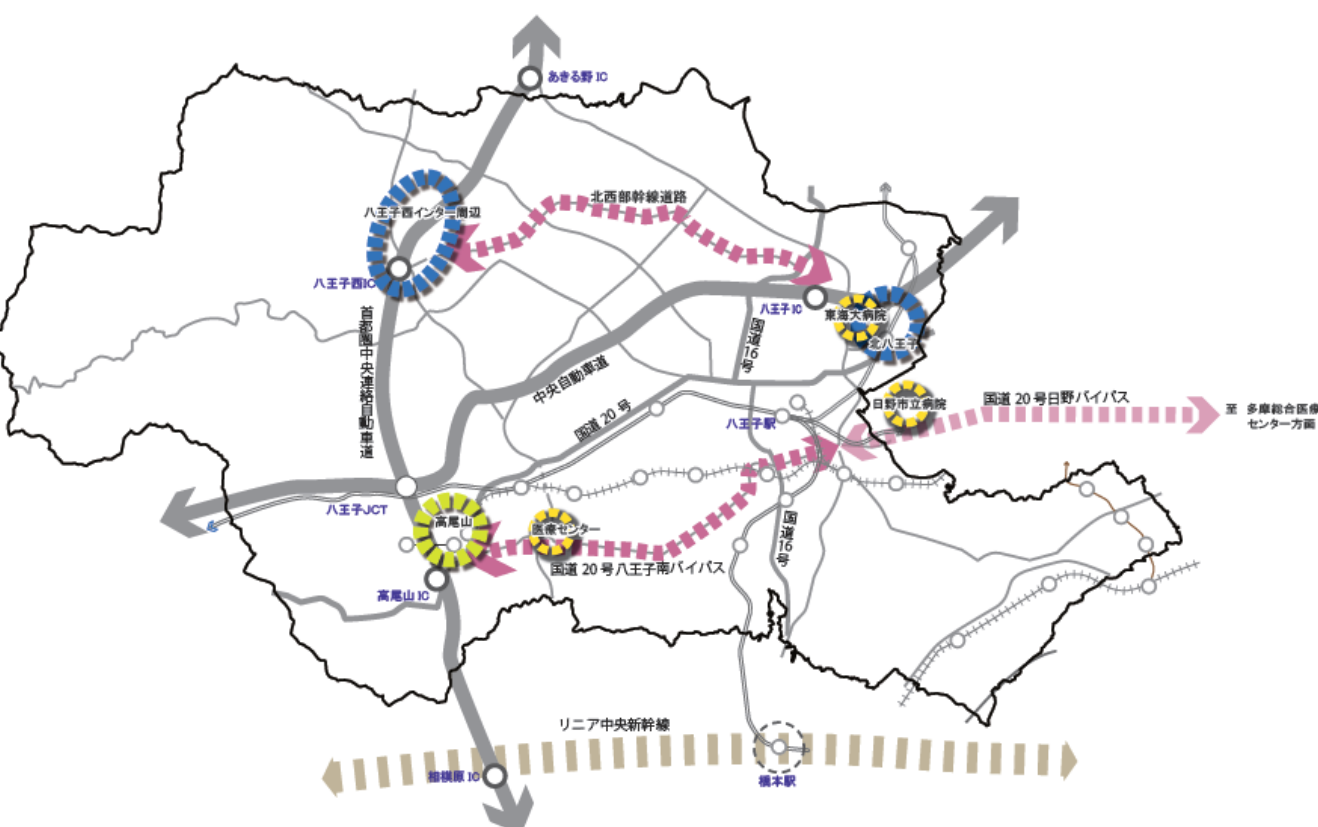 あきる野 IC
北西部幹線道路
八王子西インター周辺
八王子西IC
八王子 IC
東海大病院
北八王子
首都圏中央連絡自動車道
国道16号
中央自動車道
国道 20 号
八王子駅
日野市立病院
国道 20 号日野バイパス
至 多摩総合医療
センター方面
八王子JCT
高尾山
医療センター
国道16号
国道 20 号八王子南バイパス
高尾山 IC
リニア中央新幹線
相模原 IC
橋本駅